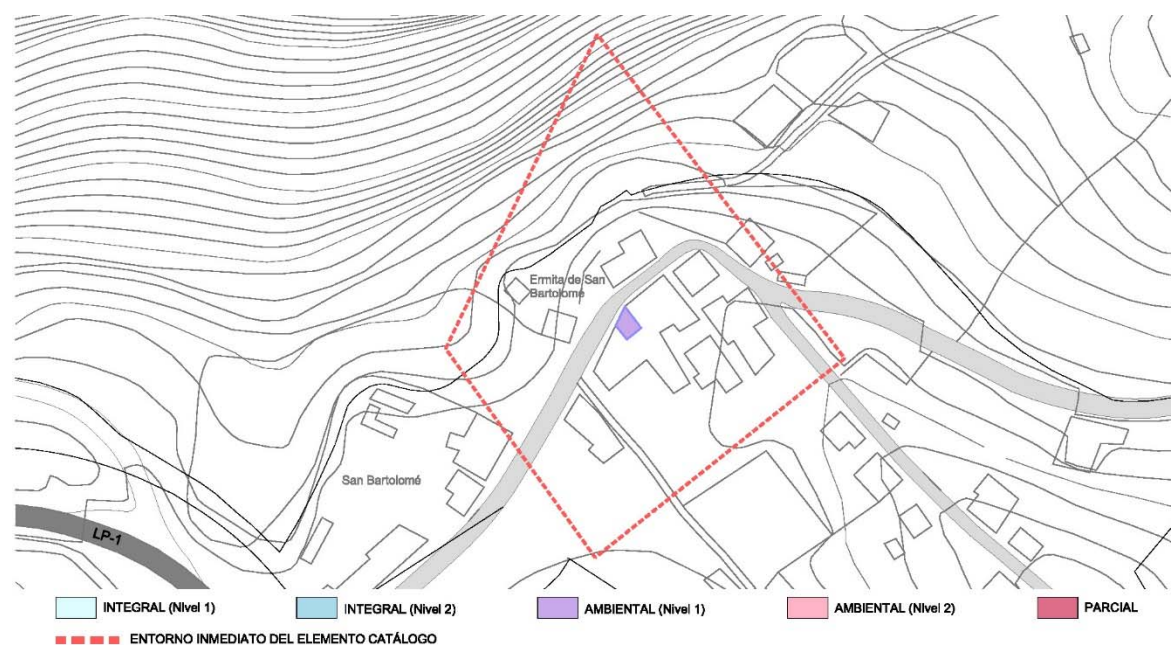 Ermita de San
Bartolomé
San Bartolomé
LP-1
INTEGRAL (Nivel 1)
INTEGRAL (Nivel 2)
AMBIENTAL (Nivel 1)
AMBIENTAL (Nivel 2)
PARCIAL
ENTORNO INMEDIATO DEL ELEMENTO CATÁLOGO